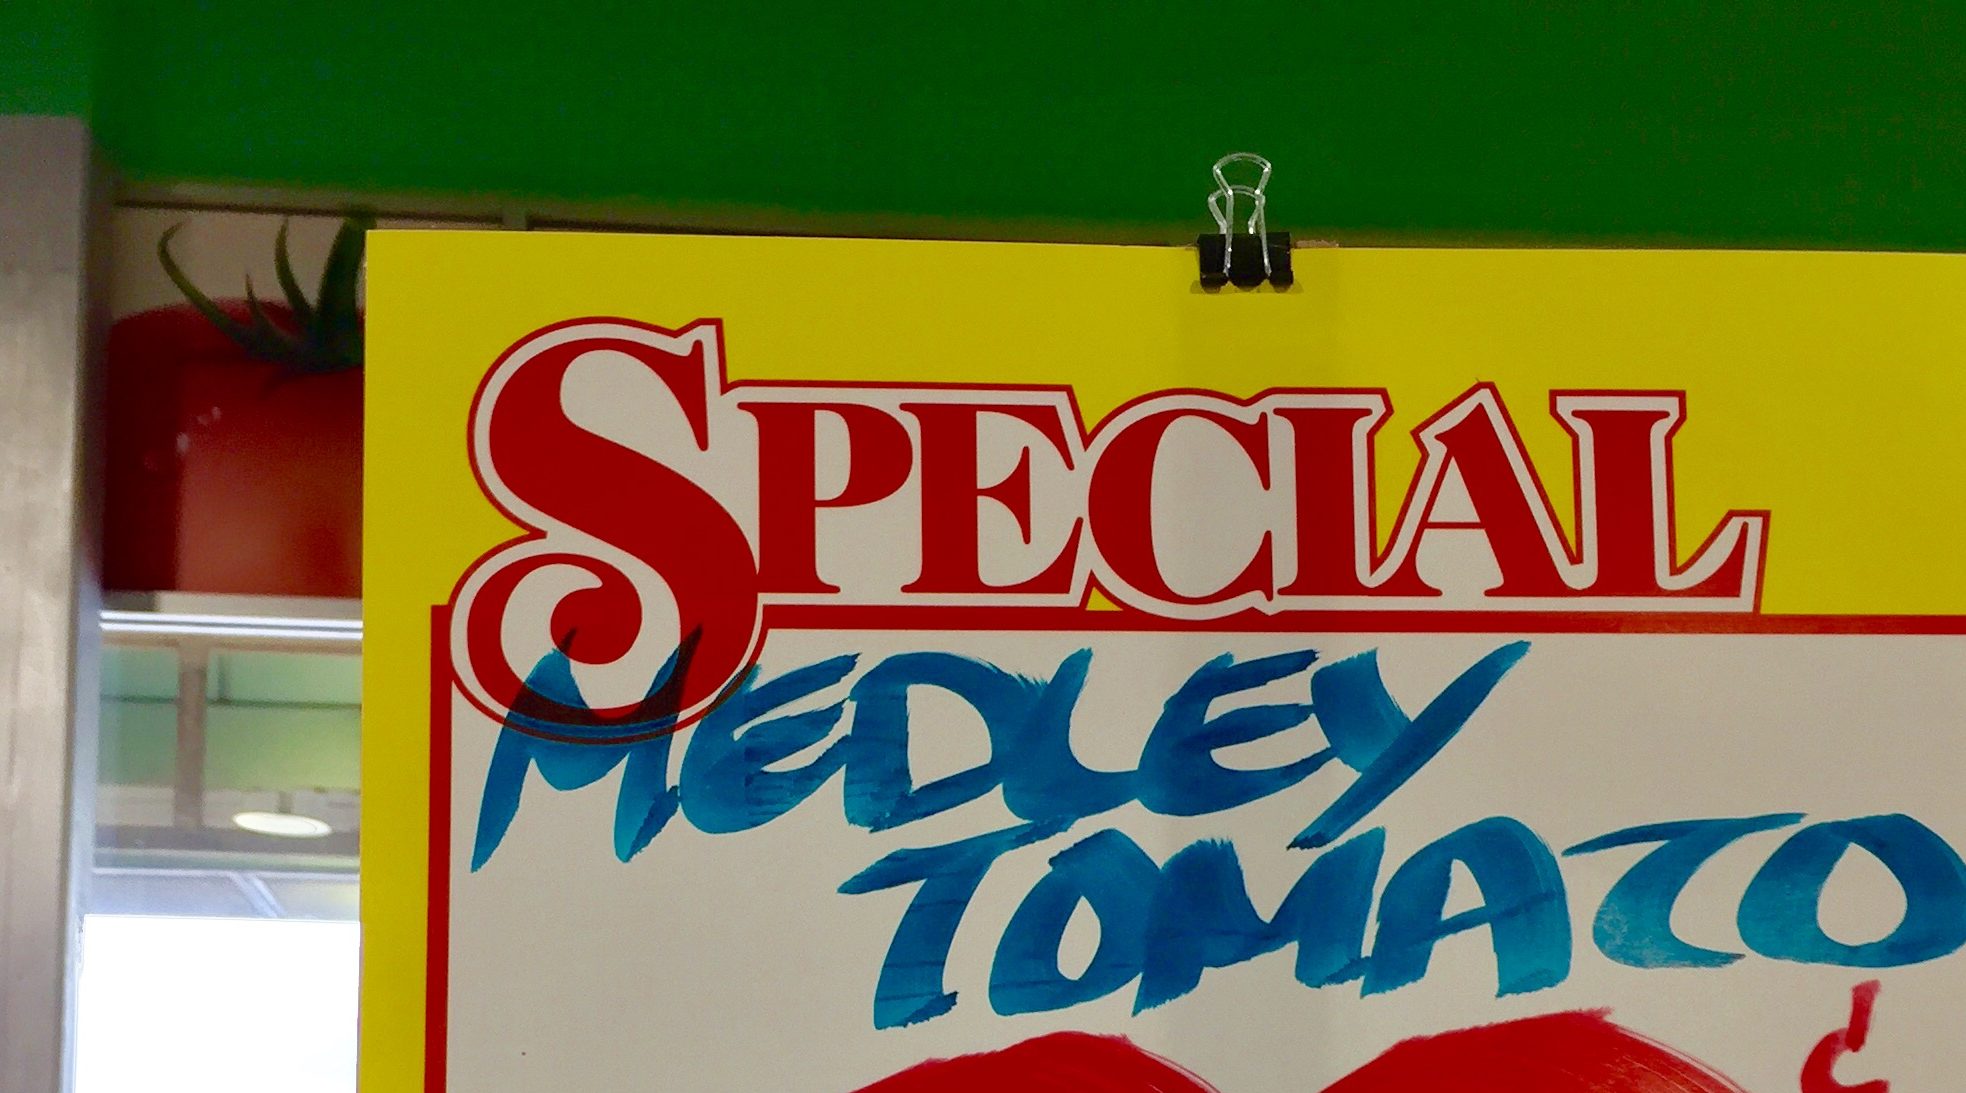 SPECIAL
MEDLEY
TOMATO
¢